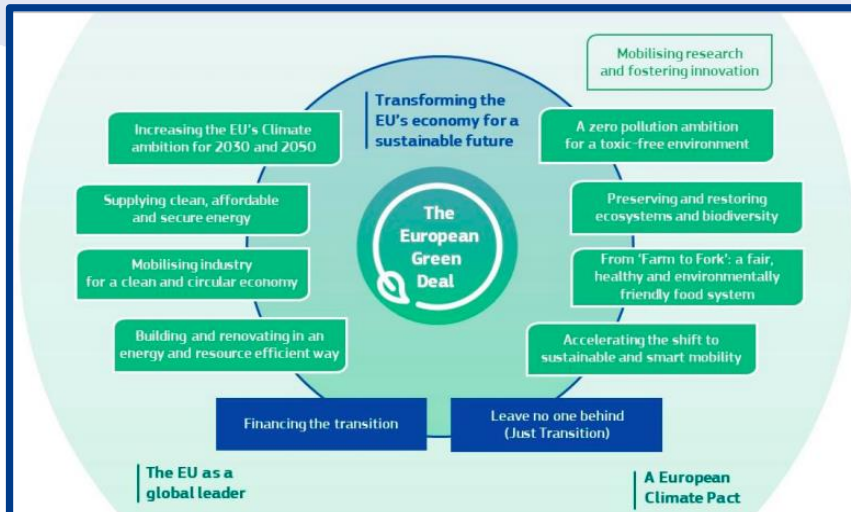 Mobilising research
and fostering innovation
Transforming the
EU's economy for a
sustainable future
Increasing the EU's Climate
ambition for 2030 and 2050
A zero pollution ambition
for a toxic-free environment
Supplying clean, affordable
and secure energy
Preserving and restoring
ecosystems and biodiversity
The
European
Green
Deal
Mobilising industry
for a clean and circular economy
From 'Farm to Fork': a fair,
healthy and environmentally
friendly food system
Building and renovating in an
energy and resource efficient way
Accelerating the shift to
sustainable and smart mobility
Financing the transition
Leave no one behind
(Just Transition)
The EU as a
global leader
A European
Climate Pact